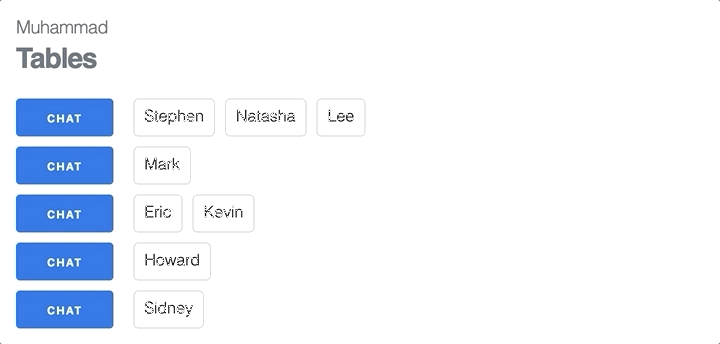 Muhammad
Tables
CHAT Stephen Natasha Lee
CHAT Mark
CHAT Eric Kevin
CHAT Howard
CHAT Sidney